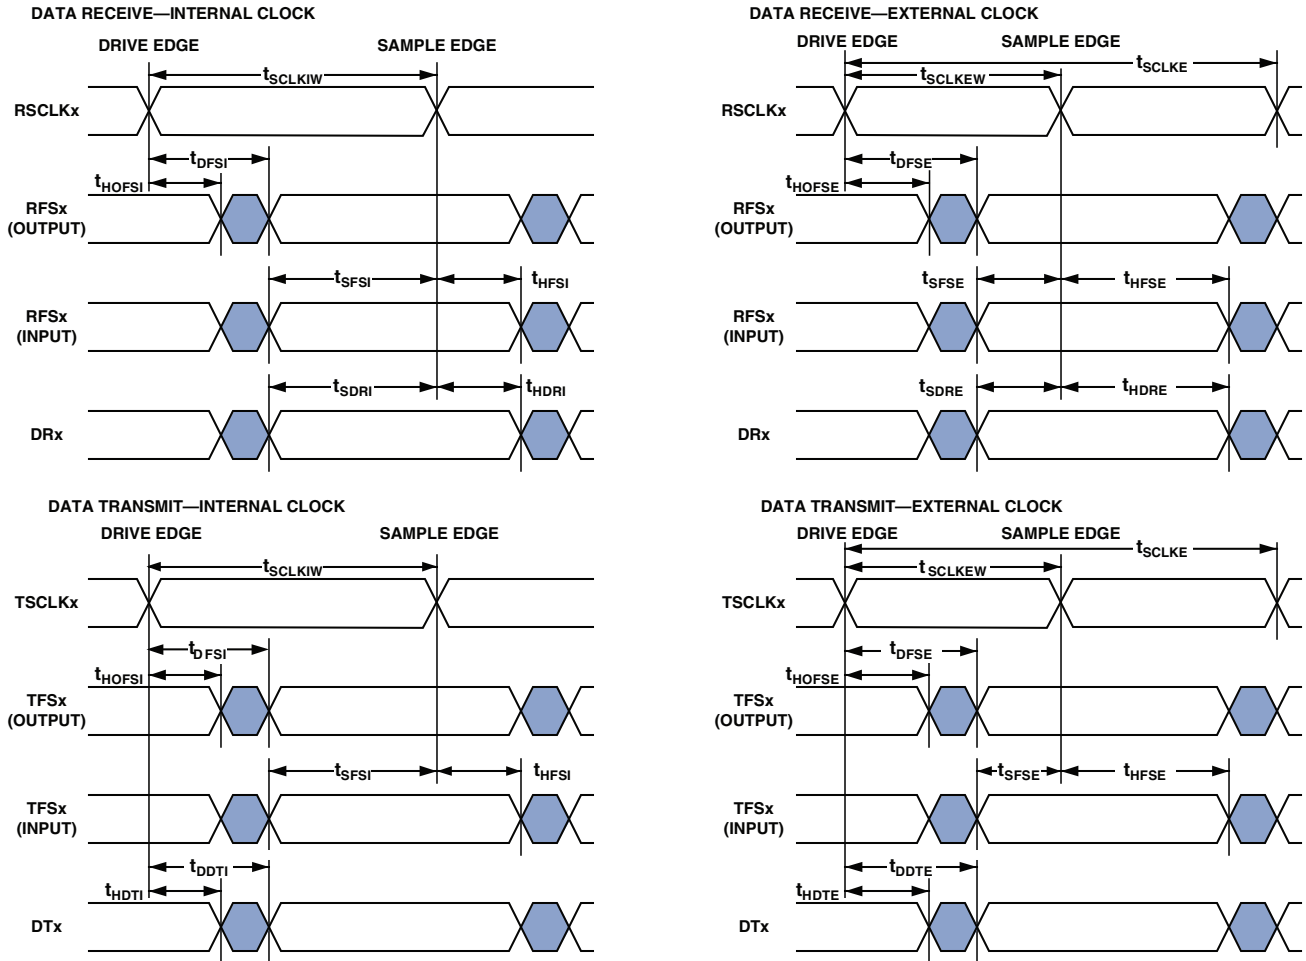 DATA RECEIVE—INTERNAL CLOCK
DRIVE EDGE
SAMPLE EDGE
tSCLKIW
RSCLKx
tDFSI
tHOFSI
RFSx
(OUTPUT)
tSFSI
tHFSI
RFSx
(INPUT)
tSDRI
tHDRI
DRx
DATA RECEIVE—EXTERNAL CLOCK
DRIVE EDGE
SAMPLE EDGE
tSCLKE
tSCLKEW
RSCLKx
tDFSE
tHOFSE
RFSx
(OUTPUT)
tSFSE
tHFSE
RFSx
(INPUT)
tSDRE
tHDRE
DRx
DATA TRANSMIT—INTERNAL CLOCK
DRIVE EDGE
SAMPLE EDGE
tSCLKIW
TSCLKx
tDFSI
tHOFSI
TFSx
(OUTPUT)
tSFSI
tHFSI
TFSx
(INPUT)
tDDTI
tHDTI
DTx
DATA TRANSMIT—EXTERNAL CLOCK
DRIVE EDGE
SAMPLE EDGE
tSCLKE
tSCLKEW
TSCLKx
tDFSE
tHOFSE
TFSx
(OUTPUT)
tSFSE
tHFSE
TFSx
(INPUT)
tDDTE
tHDTE
DTx